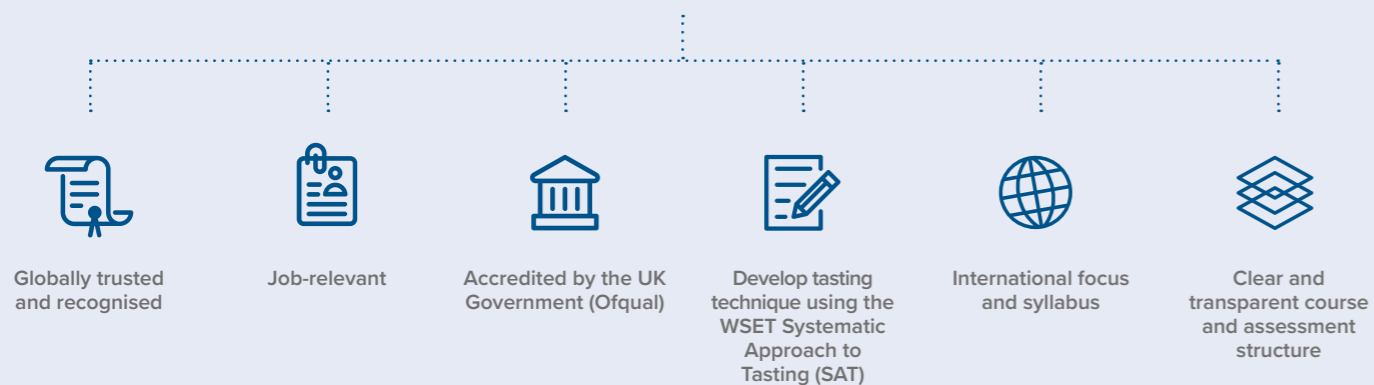 Globally trusted
and recognised
Job-relevant
Accredited by the UK
Government (Ofqual)
Develop tasting
technique using the
WSET Systematic
Approach to
Tasting (SAT)
International focus
and syllabus
Clear and
transparent course
and assessment
structure